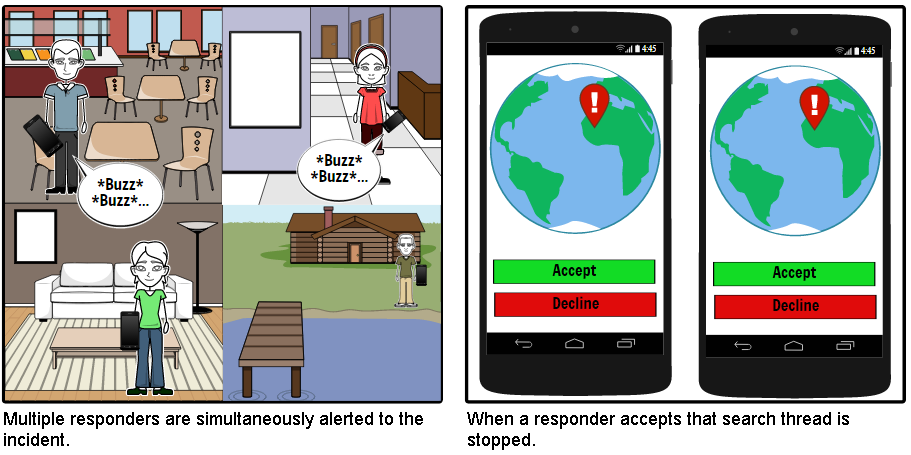 *Buzz*
*Buzz*...
*Buzz*
*Buzz*...
Multiple responders are simultaneously alerted to the
incident.
4:45
!
Accept
Decline
4:45
!
Accept
Decline
When a responder accepts that search thread is
stopped.